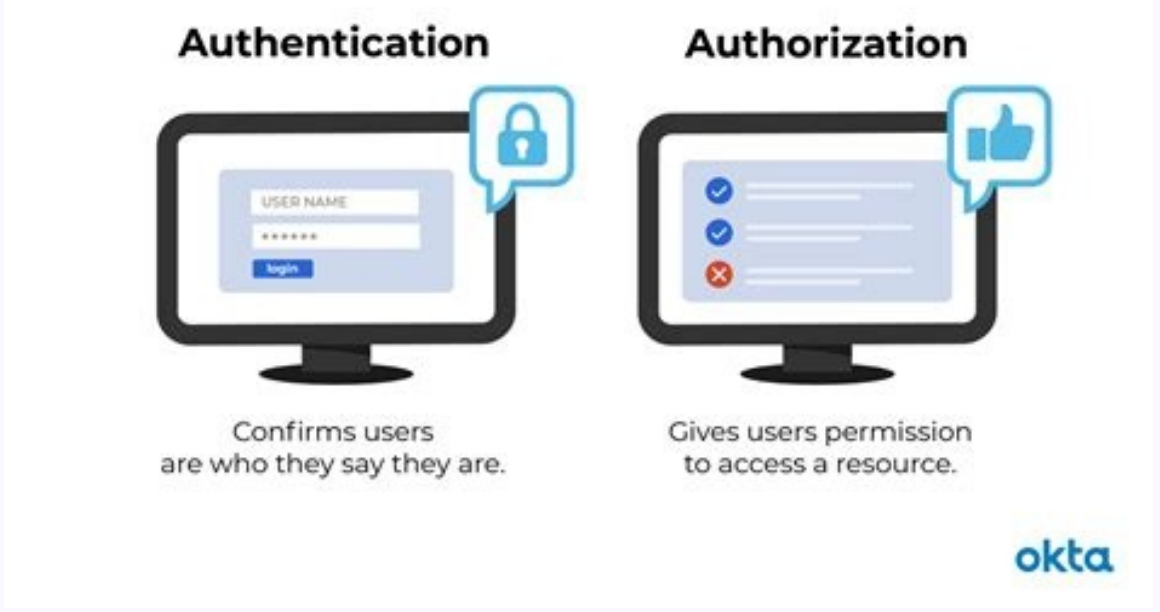 Authentication
USER NAME
******
login
Confirms users
are who they say they are.
Authorization
Gives users permission
to access a resource.
okta